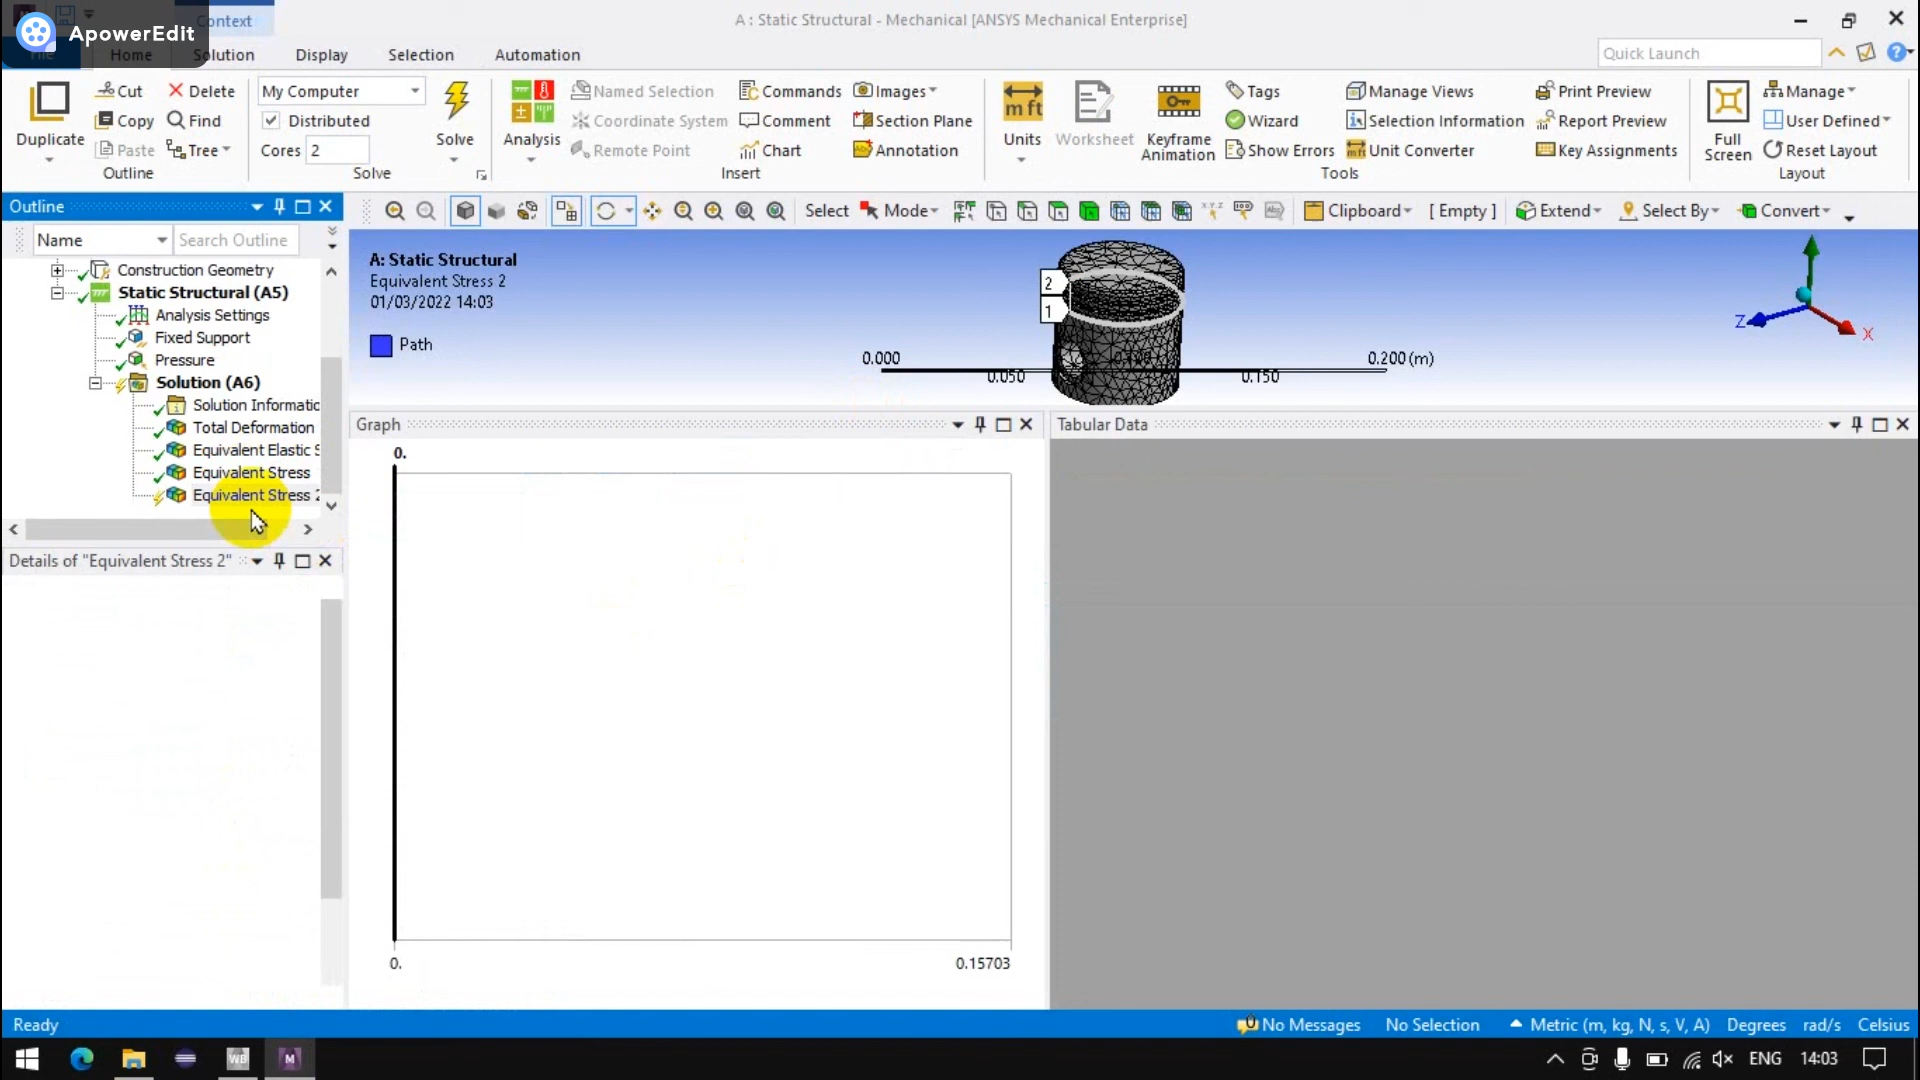 Context
A : Static Structural - Mechanical [ANSYS Mechanical Enterprise]
ApowerEdit
File Home Solution Display Selection Automation
Quick Launch
Duplicate
Cut
Copy
Paste
Delete
Find
Tree
Outline
My Computer
Distributed
Cores 2
Solve
Solve
Analysis
Named Selection
Coordinate System
Remote Point
Commands
Comment
Chart
Images
Section Plane
Annotation
Insert
m ft
Units
Worksheet
Keyframe
Animation
Tags
Wizard
Show Errors
Manage Views
Selection Information
Unit Converter
Print Preview
Report Preview
Key Assignments
Tools
Full
Screen
Manage
User Defined
Reset Layout
Layout
Outline
Name
Search Outline
Select
Mode
Clipboard
[ Empty ]
Extend
Select By
Convert
Construction Geometry
Static Structural (A5)
Analysis Settings
Fixed Support
Pressure
Solution (A6)
Solution Informatic
Total Deformation
Equivalent Elastic S
Equivalent Stress
Equivalent Stress 2
Details of "Equivalent Stress 2"
A: Static Structural
Equivalent Stress 2
01/03/2022 14:03
Path
2
1
0.000
0.050
0.150
0.200 (m)
Z
X
Graph
0.
0.
0.15703
Tabular Data
Ready
No Messages
No Selection
Metric (m, kg, N, s, V, A)
Degrees
rad/s
Celsius
WB
M
ENG
14:03